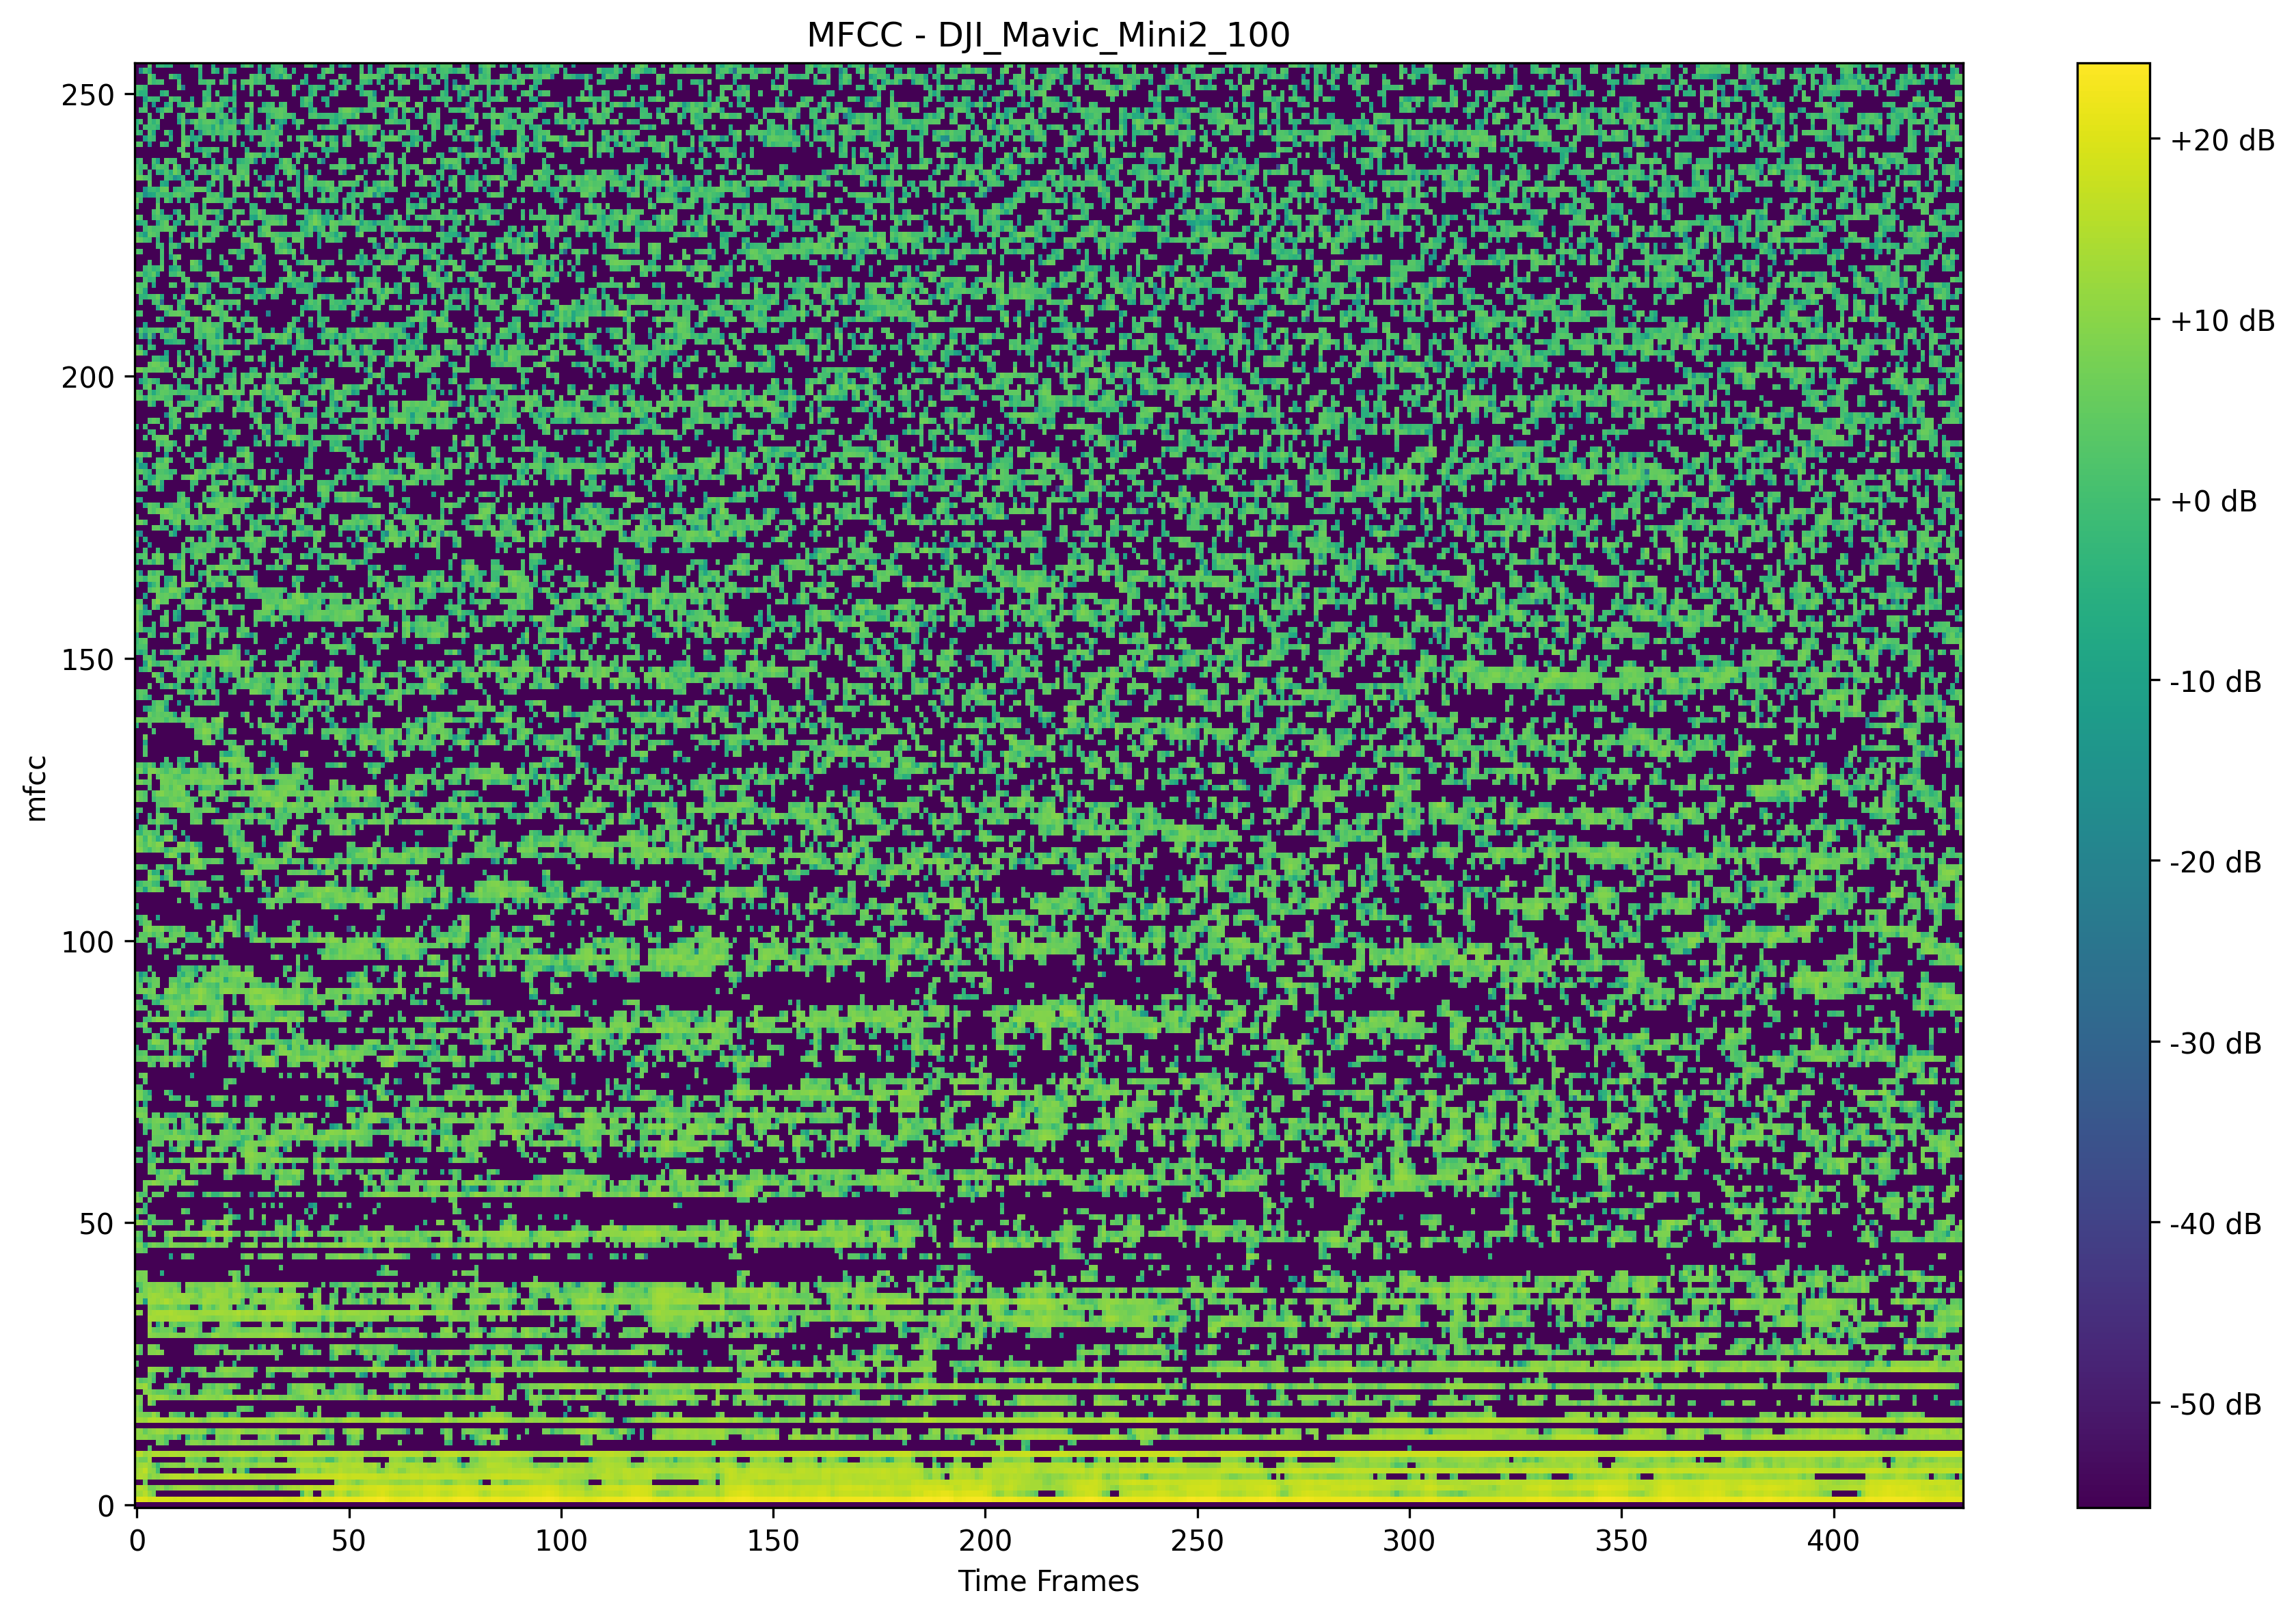 MFCC - DJI_Mavic_Mini2_100
250
200
150
100
50
0
mfcc
0 50 100 150 200 250 300 350 400
Time Frames
+20 dB
+10 dB
+0 dB
-10 dB
-20 dB
-30 dB
-40 dB
-50 dB